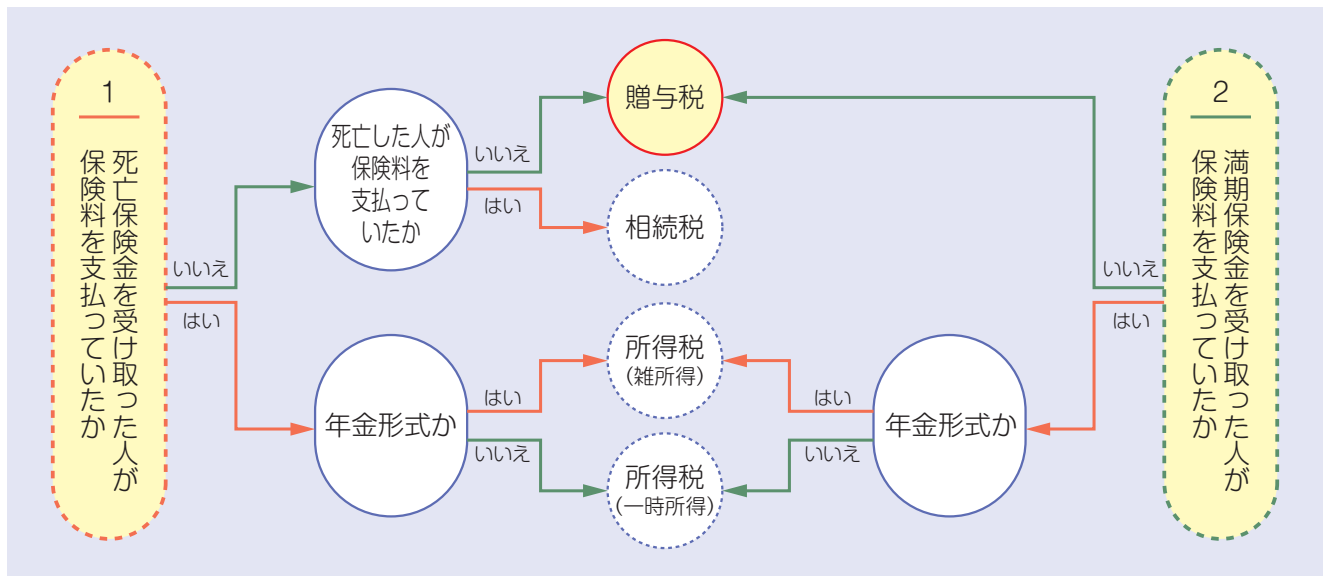 1
死亡保険金を受け取った人が
保険料を支払っていたか
いいえ
はい
死亡した人が
保険料を
支払って
いたか
いいえ
はい
贈与税
相続税
年金形式か
はい
いいえ
所得税
(雑所得)
所得税
(一時所得)
年金形式か
はい
いいえ
2
満期保険金を受け取った人が
保険料を支払っていたか
いいえ
はい